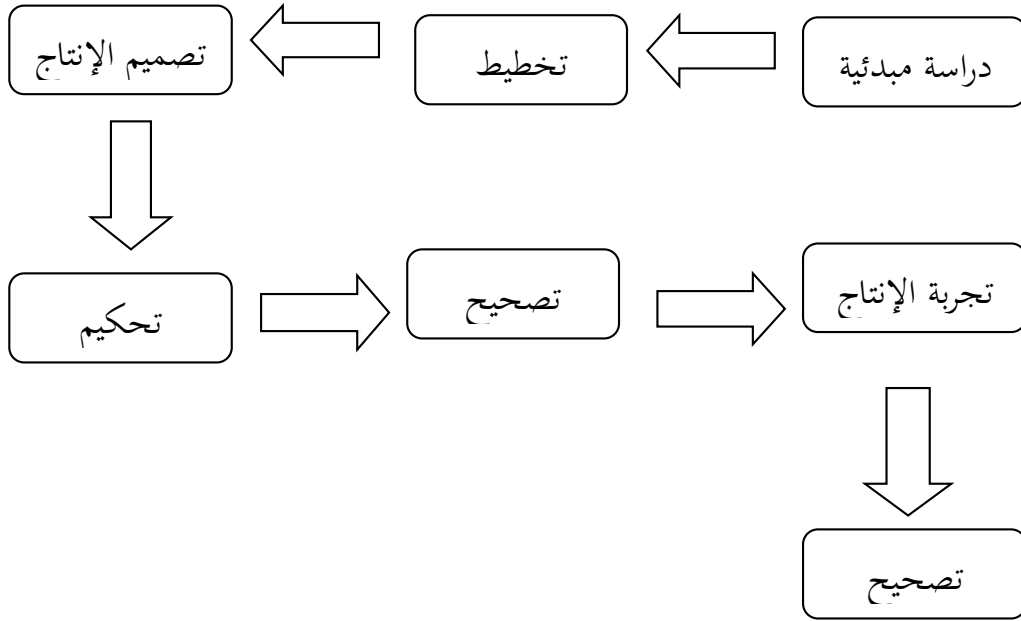 دراسة مبدئية
تخطيط
تصميم الإنتاج
تحكيم
تصحيح
تجربة الإنتاج
تصحيح